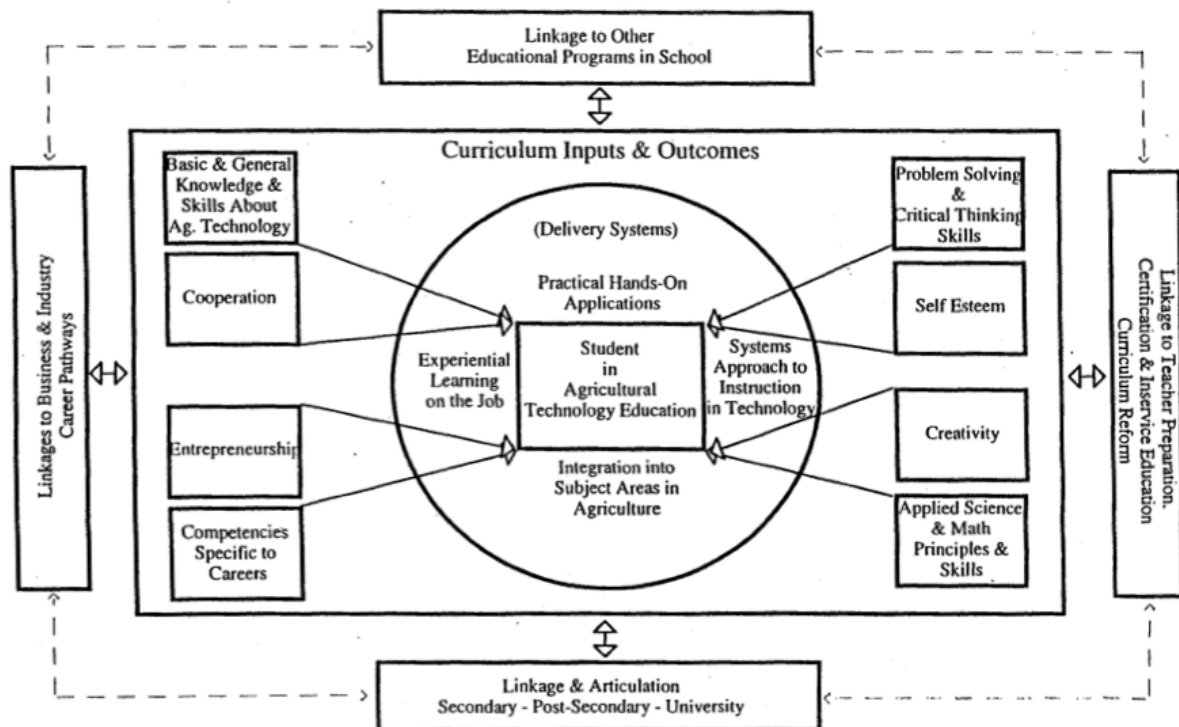 Linkage to Other
Educational Programs in School
Curriculum Inputs & Outcomes
Basic & General
Knowledge &
Skills About
Ag. Technology
Cooperation
Entrepreneurship
Competencies
Specific to
Careers
(Delivery Systems)
Practical Hands-On
Applications
Experiential
Learning
on the Job
Student
in
Agricultural
Technology Education
Systems
Approach to
Instruction
in Technology
Integration into
Subject Areas in
Agriculture
Problem Solving
&
Critical Thinking
Skills
Self Esteem
Creativity
Applied Science
& Math
Principles &
Skills
Linkages to Business & Industry
Career Pathways
Linkage to Teacher Preparation,
Certification & Inservice Education
Curriculum Reform
Linkage & Articulation
Secondary - Post-Secondary - University